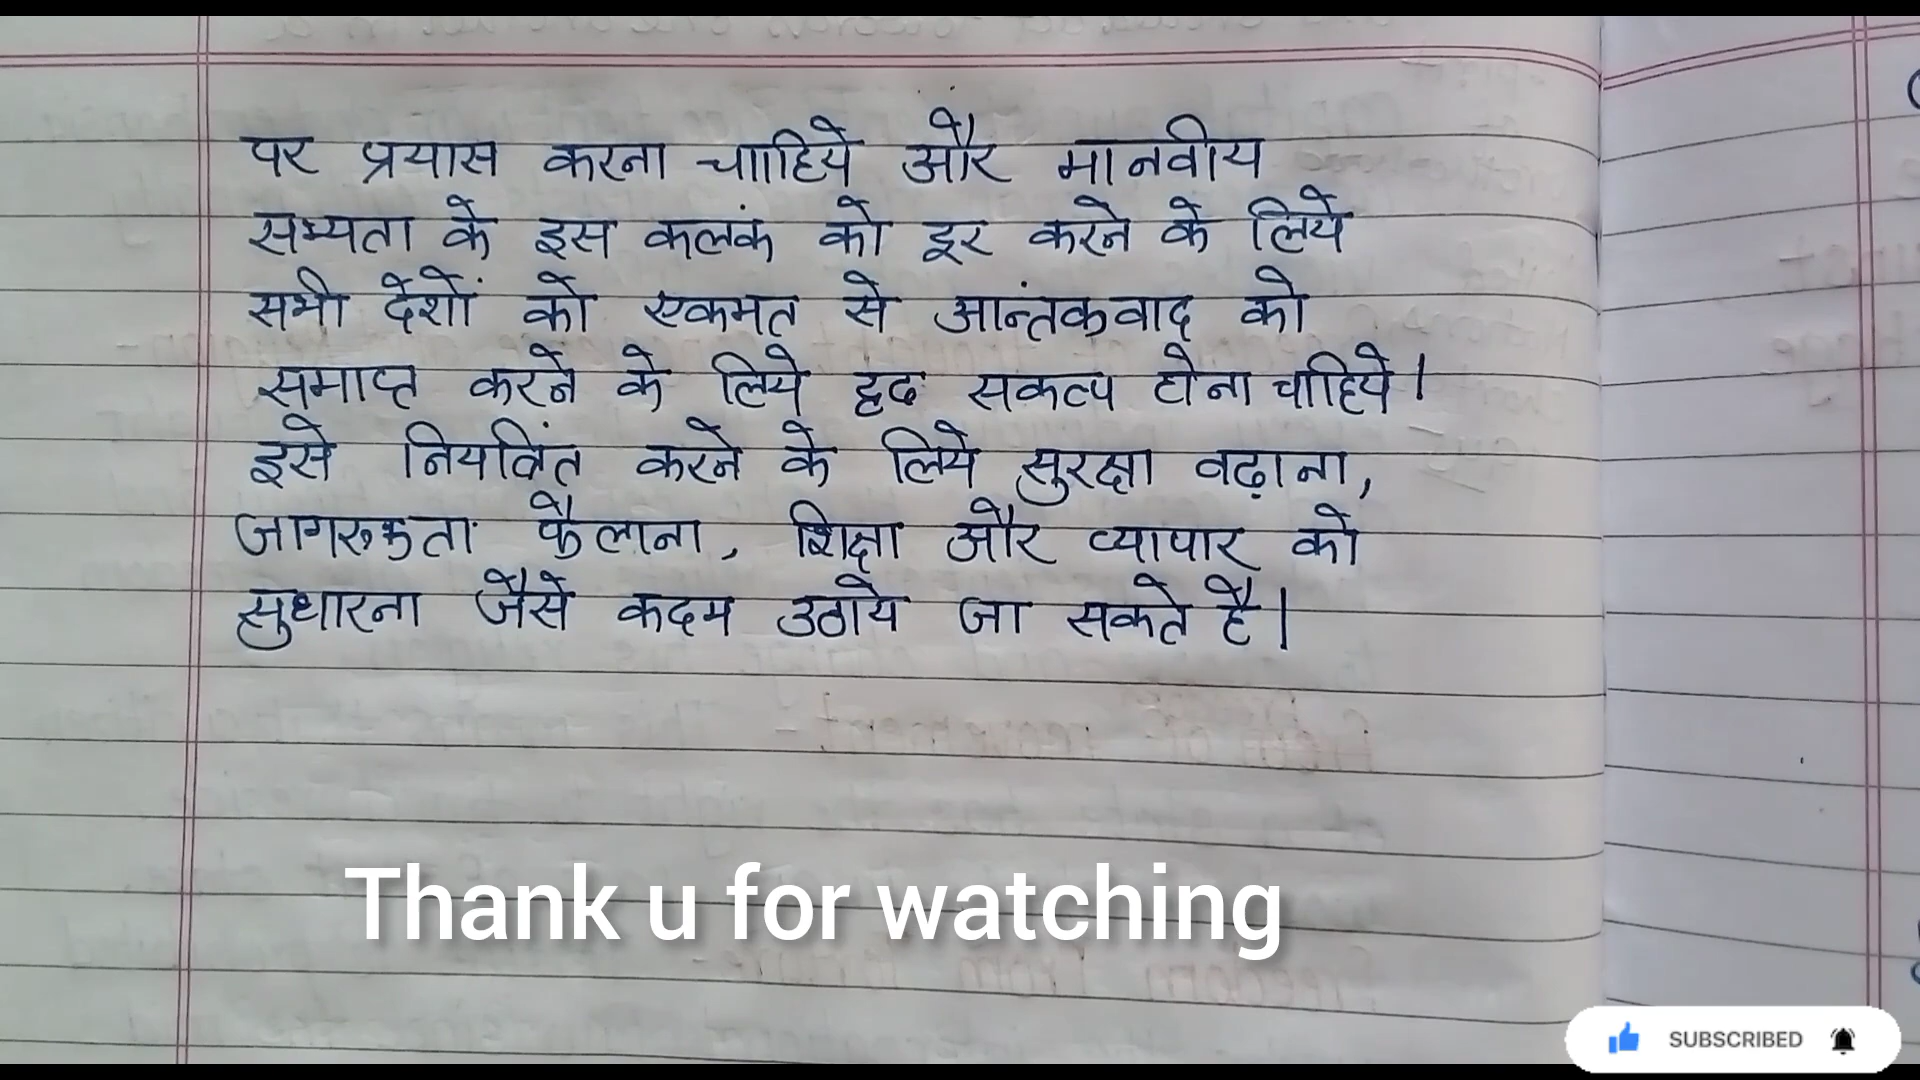 पर प्रयास करना चाहिये और मानवीय
सभ्यता के इस कलंक को दूर करने के लिये
सभी देशों को एकमत से आन्तंकवाद को
समाप्त करने के लिये दृढ सकल्प होना चाहिये।
इसे नियत्रिंत करने के लिये सुरक्षा बढ़ाना,
जागरुकता फैलाना, शिक्षा और व्यापार को
सुधारना जैसे कदम उठाये जा सकते है।
Thank u for watching
SUBSCRIBED